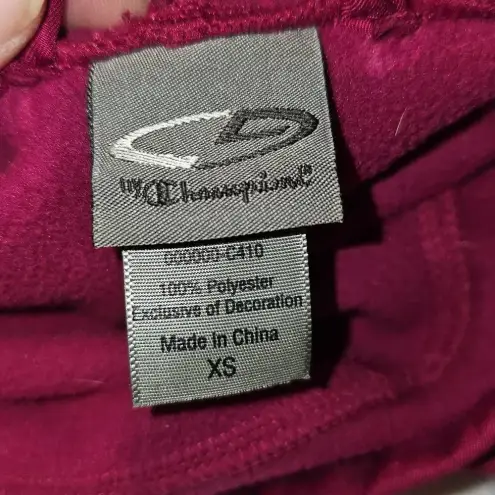 by Champion®
000000-C410
100% Polyester
Exclusive of Decoration
Made In China
XS